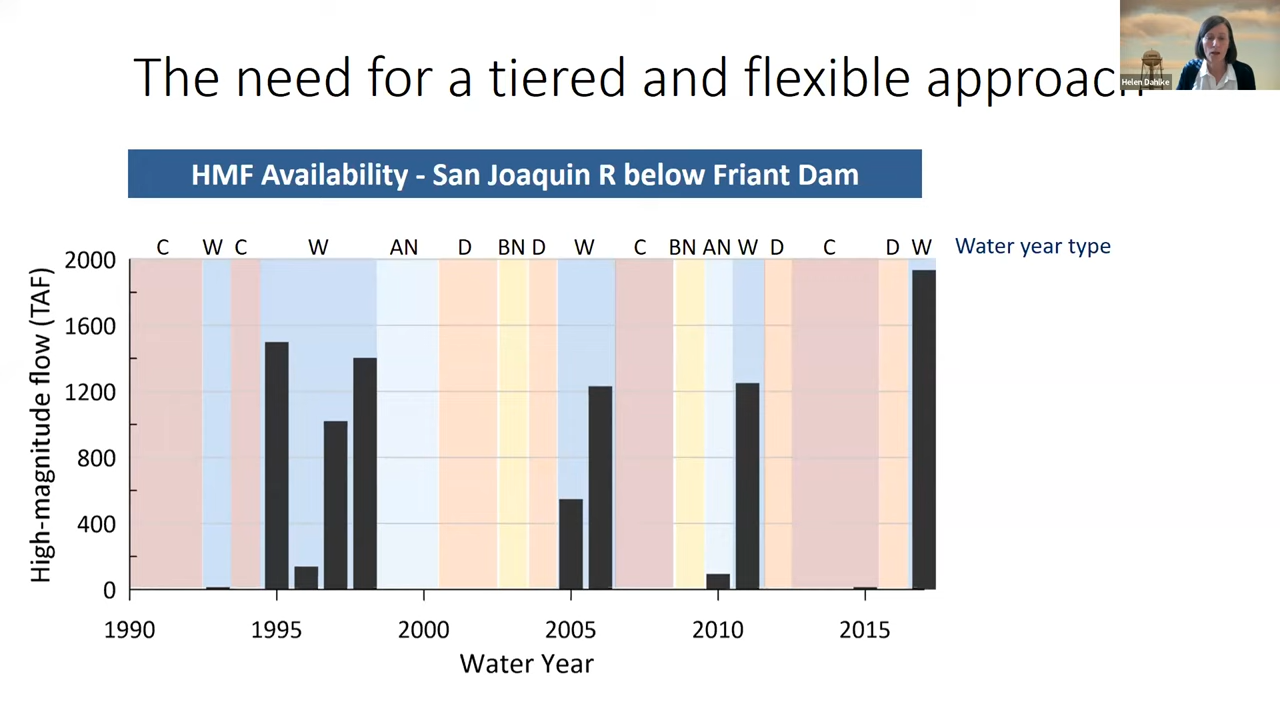 The need for a tiered and flexible approach
Helen Dahlke
HMF Availability - San Joaquin R below Friant Dam
C W C W AN D BN D W C BN AN W D C D W Water year type
High-magnitude flow (TAF)
2000
1600
1200
800
400
0
1990 1995 2000 2005 2010 2015
Water Year